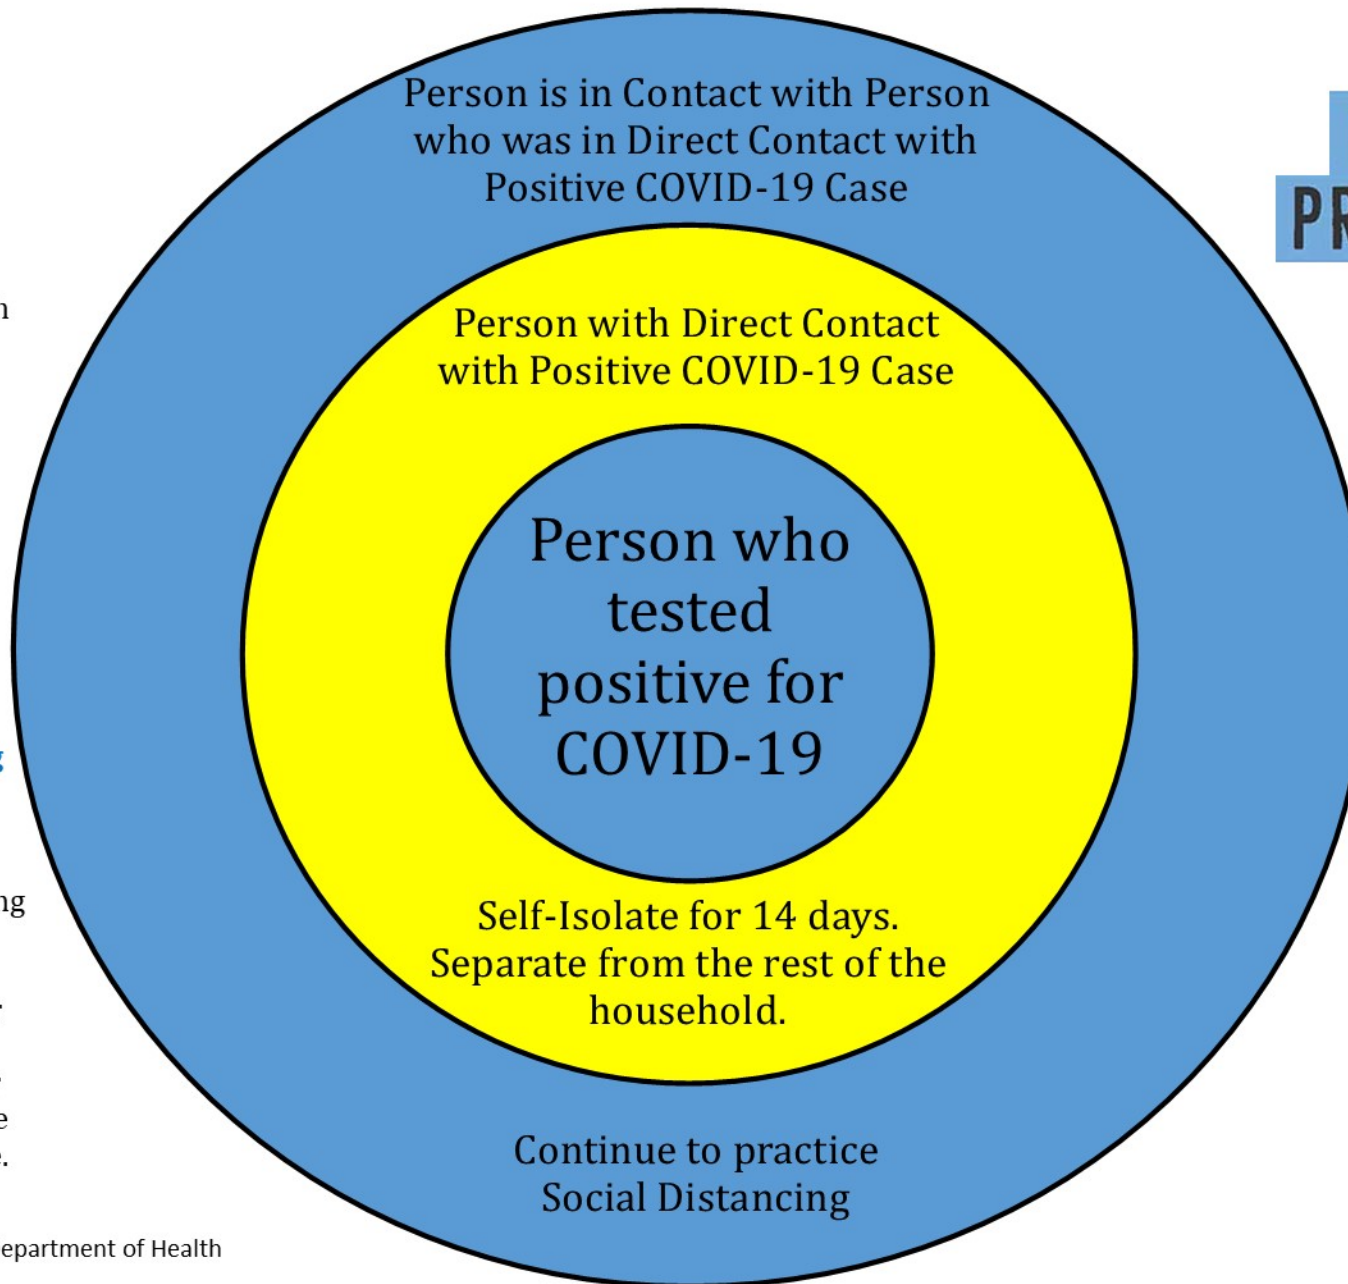 Person is in Contact with Person
who was in Direct Contact with
Positive COVID-19 Case
Person with Direct Contact
with Positive COVID-19 Case
Person who
tested
positive for
COVID-19
Self-Isolate for 14 days.
Separate from the rest of the
household.
Continue to practice
Social Distancing
of Health